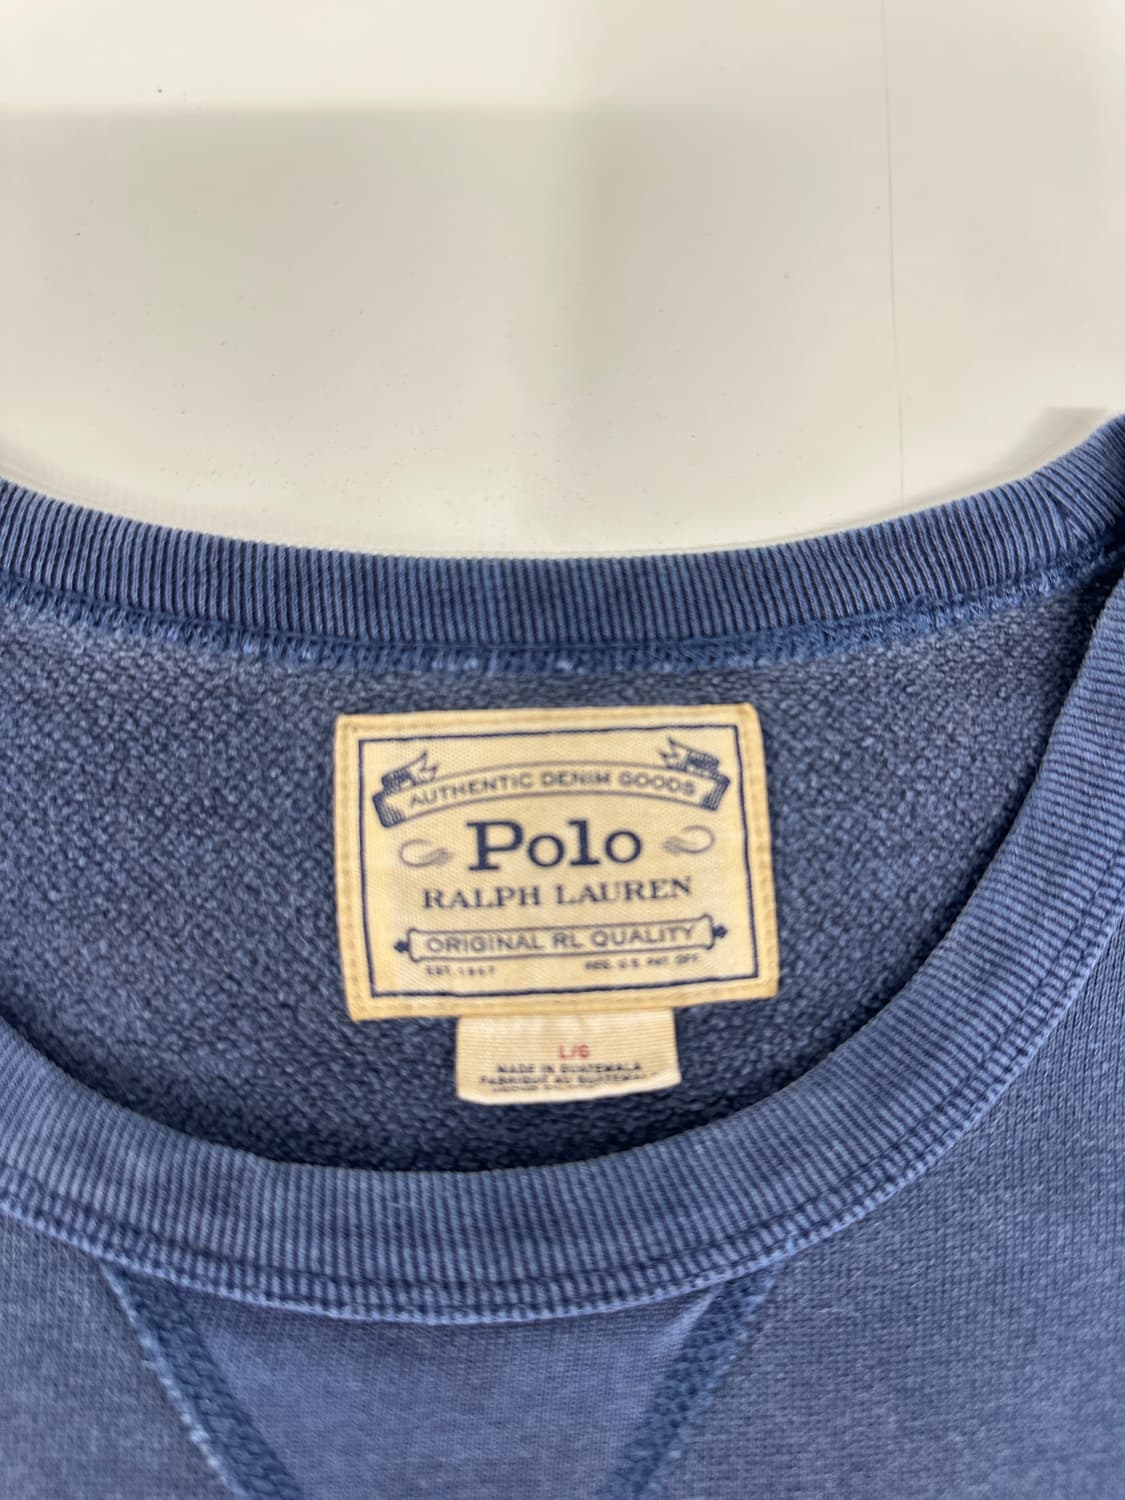 AUTHENTIC DENIM GOODS
Polo
RALPH LAUREN
ORIGINAL RL QUALITY
EST. 1967 REG. U.S. PAT. OFF.
L/G
MADE IN GUATEMALA
FABRIQUÉ AU GUATEMALA